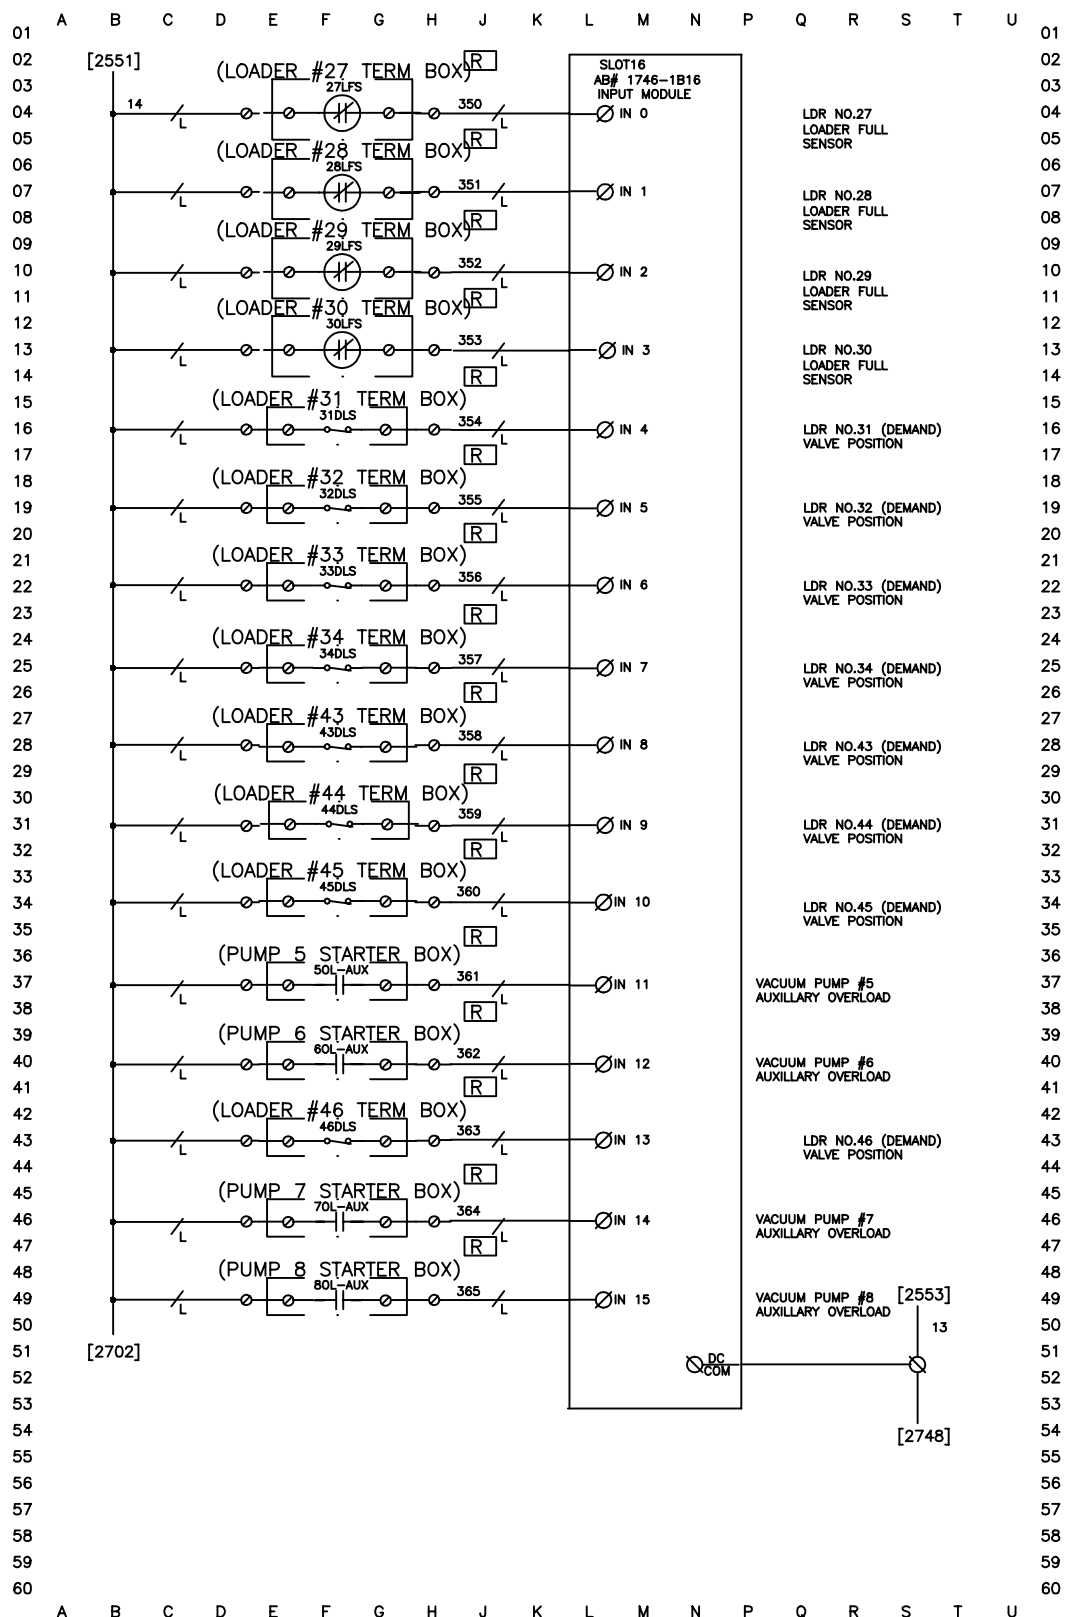 A B C D E F G H J K L M N P Q R S T U
01 01
02 [2551] R SLOT16 02
(LOADER #27 TERM BOX) AB# 1746-1B16
03 27LFS INPUT MODULE 03
04 14 L 350 L IN 0 LDR NO.27 04
LOADER FULL
05 R SENSOR 05
(LOADER #28 TERM BOX)
06 28LFS 06
07 L 351 L IN 1 LDR NO.28 07
LOADER FULL
08 R SENSOR 08
(LOADER #29 TERM BOX)
09 29LFS 09
10 L 352 L IN 2 LDR NO.29 10
LOADER FULL
11 R SENSOR 11
(LOADER #30 TERM BOX)
12 30LFS 12
13 L 353 L IN 3 LDR NO.30 13
LOADER FULL
14 R SENSOR 14
15 (LOADER #31 TERM BOX) 15
31DLS
16 L 354 L IN 4 LDR NO.31 (DEMAND) 16
VALVE POSITION
17 R 17
18 (LOADER #32 TERM BOX) 18
32DLS
19 L 355 L IN 5 LDR NO.32 (DEMAND) 19
VALVE POSITION
20 R 20
21 (LOADER #33 TERM BOX) 21
33DLS
22 L 356 L IN 6 LDR NO.33 (DEMAND) 22
VALVE POSITION
23 R 23
24 (LOADER #34 TERM BOX) 24
34DLS
25 L 357 L IN 7 LDR NO.34 (DEMAND) 25
VALVE POSITION
26 R 26
27 (LOADER #43 TERM BOX) 27
43DLS
28 L 358 L IN 8 LDR NO.43 (DEMAND) 28
VALVE POSITION
29 R 29
30 (LOADER #44 TERM BOX) 30
44DLS
31 L 359 L IN 9 LDR NO.44 (DEMAND) 31
VALVE POSITION
32 R 32
33 (LOADER #45 TERM BOX) 33
45DLS
34 L 360 L IN 10 LDR NO.45 (DEMAND) 34
VALVE POSITION
35 R 35
36 (PUMP 5 STARTER BOX) 36
5OL-AUX
37 L 361 L IN 11 VACUUM PUMP #5 37
AUXILLARY OVERLOAD
38 R 38
39 (PUMP 6 STARTER BOX) 39
6OL-AUX
40 L 362 L IN 12 VACUUM PUMP #6 40
AUXILLARY OVERLOAD
41 R 41
42 (LOADER #46 TERM BOX) 42
46DLS
43 L 363 L IN 13 LDR NO.46 (DEMAND) 43
VALVE POSITION
44 R 44
45 (PUMP 7 STARTER BOX) 45
7OL-AUX
46 L 364 L IN 14 VACUUM PUMP #7 46
AUXILLARY OVERLOAD
47 R 47
48 (PUMP 8 STARTER BOX) 48
8OL-AUX
49 L 365 L IN 15 VACUUM PUMP #8 [2553] 49
AUXILLARY OVERLOAD
50 13 50
51 [2702] DC 51
52 COM 52
53 53
54 [2748] 54
55 55
56 56
57 57
58 58
59 59
60 60
A B C D E F G H J K L M N P Q R S T U